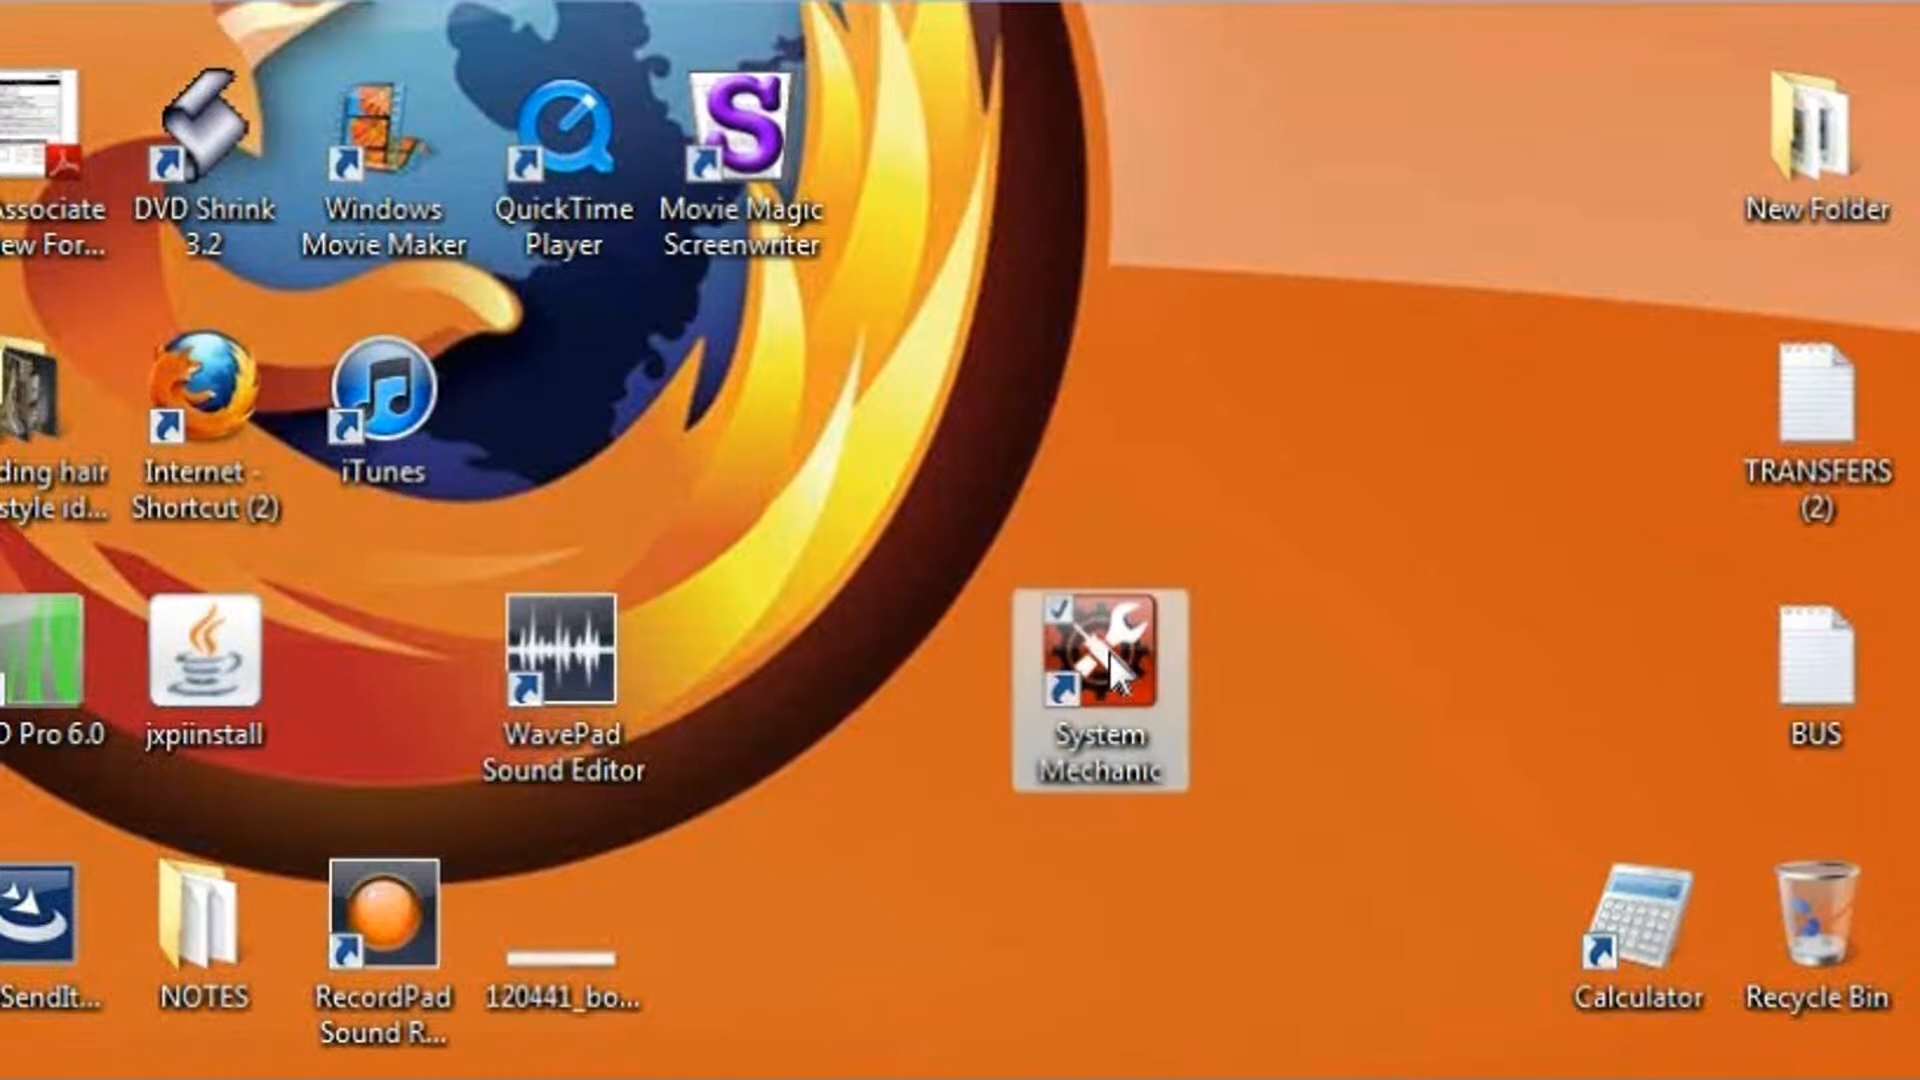 Associate
ew For...
DVD Shrink
3.2
Windows
Movie Maker
QuickTime
Player
S
Movie Magic
Screenwriter
New Folder
ding hair
style id...
Internet -
Shortcut (2)
iTunes
TRANSFERS
(2)
O Pro 6.0
jxpiinstall
WavePad
Sound Editor
System
Mechanic
BUS
SendIt...
NOTES
RecordPad
Sound R...
120441_bo...
Calculator
Recycle Bin